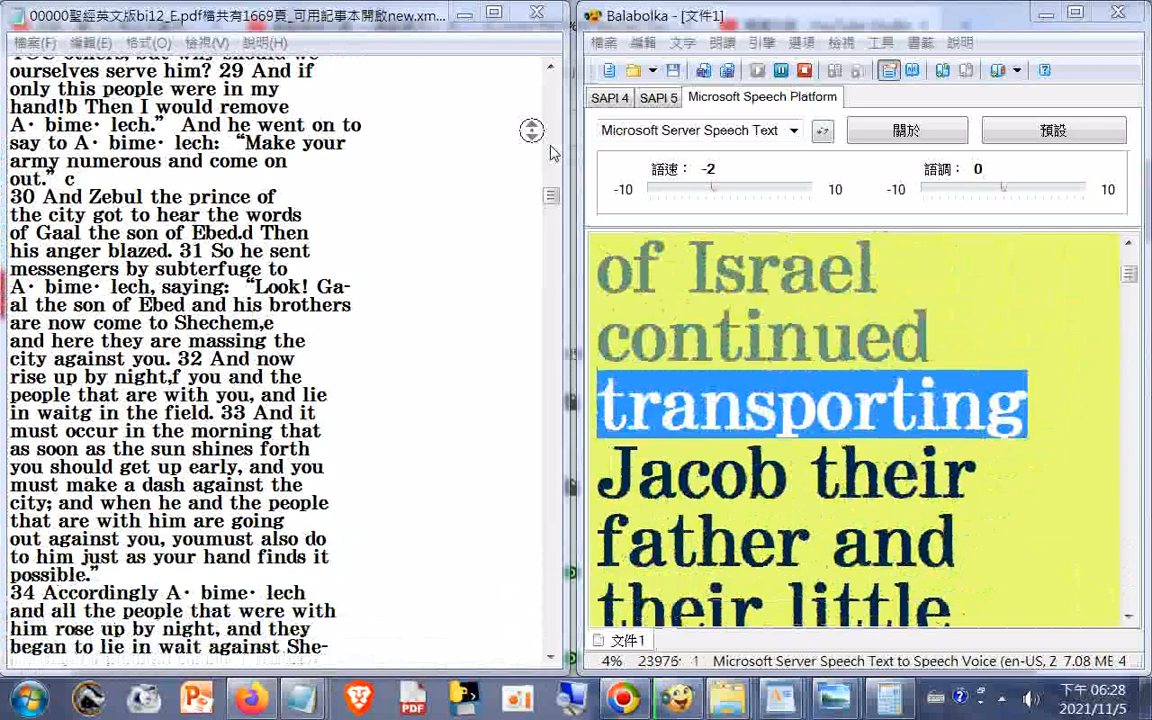 00000聖經英文版bi12_E.pdf檔共有1669頁_可用記事本開啟new.xm...
檔案(F) 編輯(E) 格式(O) 檢視(V) 說明(H)
ourselves serve him? 29 And if
only this people were in my
hand!b Then I would remove
A· bime· lech.” And he went on to
say to A· bime· lech: “Make your
army numerous and come on
out.” c
30 And Zebul the prince of
the city got to hear the words
of Gaal the son of Ebed.d Then
his anger blazed. 31 So he sent
messengers by subterfuge to
A· bime· lech, saying: “Look! Ga-
al the son of Ebed and his brothers
are now come to Shechem,e
and here they are massing the
city against you. 32 And now
rise up by night,f you and the
people that are with you, and lie
in waitg in the field. 33 And it
must occur in the morning that
as soon as the sun shines forth
you should get up early, and you
must make a dash against the
city; and when he and the people
that are with him are going
out against you, youmust also do
to him just as your hand finds it
possible.”
34 Accordingly A· bime· lech
and all the people that were with
him rose up by night, and they
began to lie in wait against She-
Balabolka - [文件1]
檔案 編輯 文字 朗讀 引擎 選項 檢視 工具 書籤 說明
SAPI 4 SAPI 5 Microsoft Speech Platform
Microsoft Server Speech Text 關於 預設
語速: -2 語調: 0
-10 10 -10 10
of Israel
continued
transporting
Jacob their
father and
their little
文件1
4% 23976 1 Microsoft Server Speech Text to Speech Voice (en-US, 2 7.08 ME 4
下午 06:28
2021/11/5